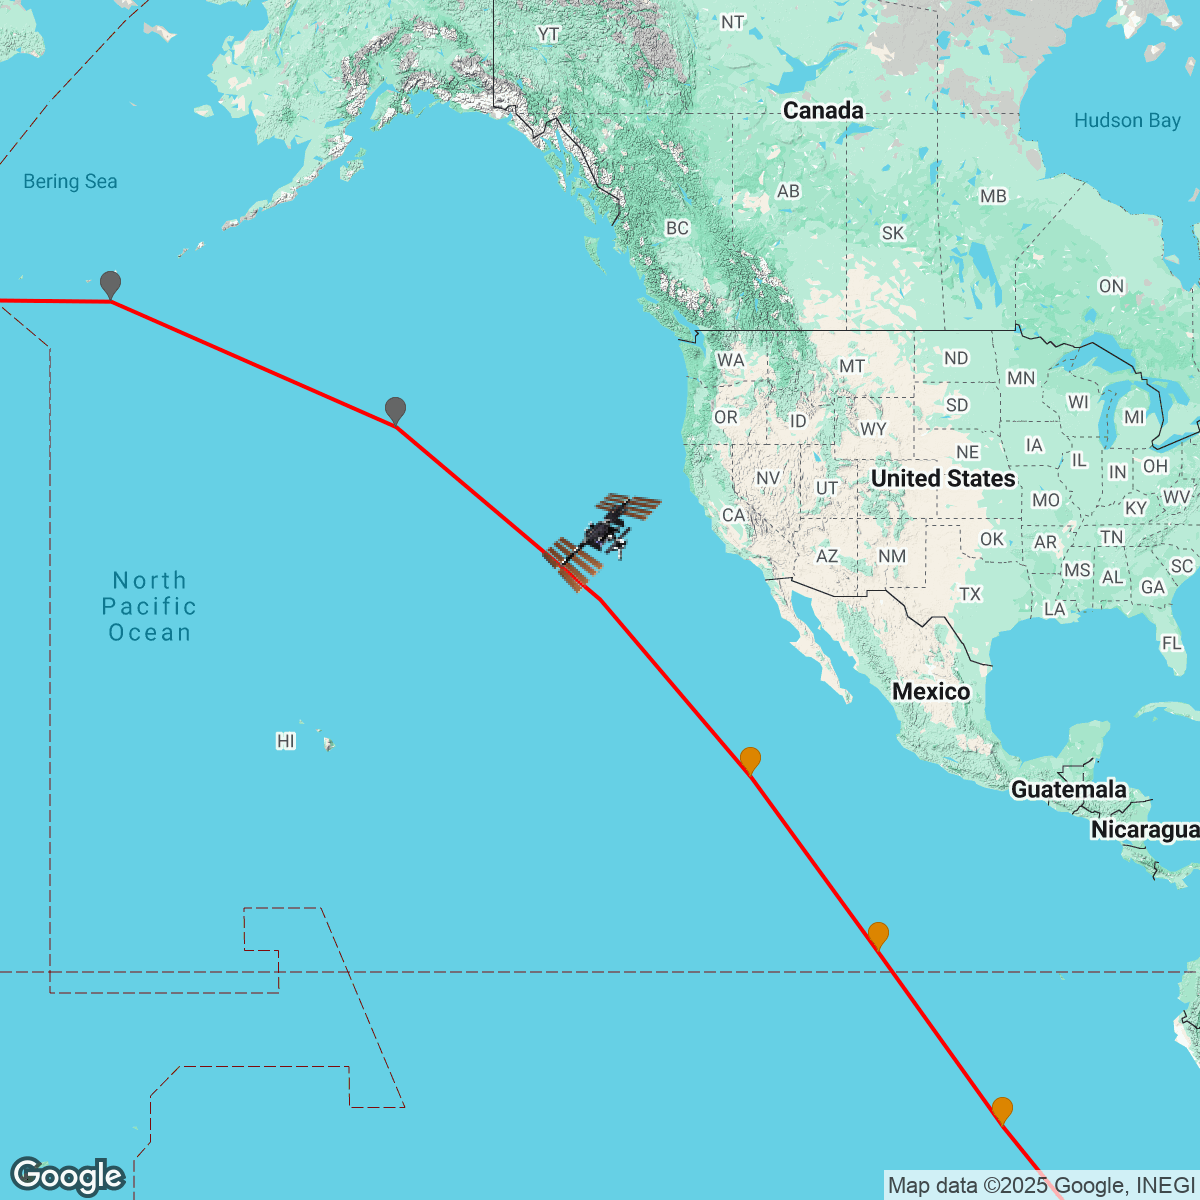 YT
NT
Canada
Hudson Bay
Bering Sea
AB
MB
BC
SK
ON
WA
MT
ND
MN
OR
ID
WY
SD
WI
MI
NE
IA
IL
IN
OH
NV
UT
United States
CA
MO
KY
WV
AZ
NM
OK
AR
TN
MS
AL
SC
GA
TX
LA
FL
North
Pacific
Ocean
Mexico
HI
Guatemala
Nicaragua
Google
Map data ©2025 Google, INEGI